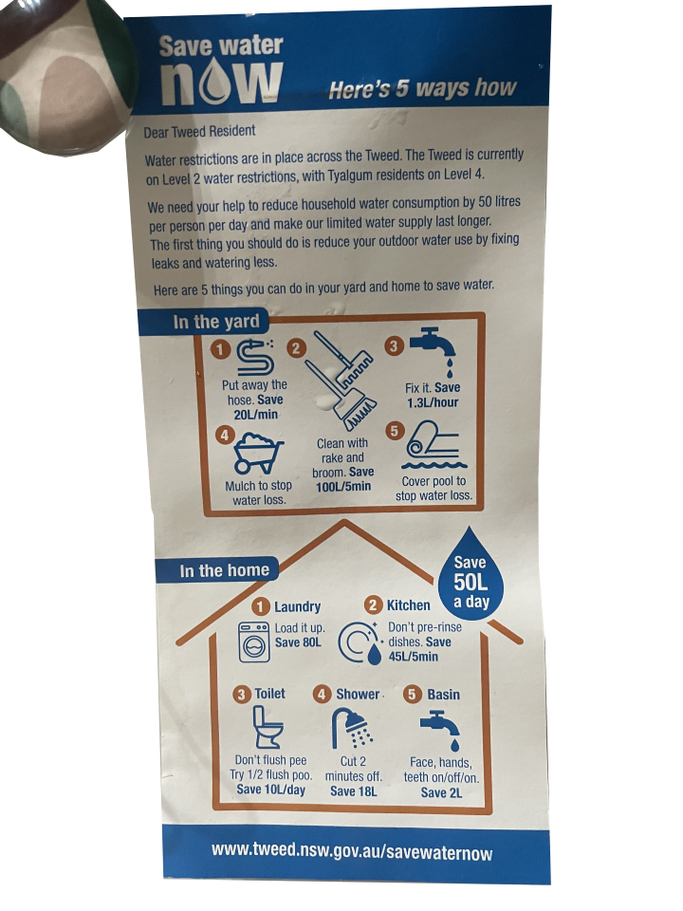 Save water
now
Here's 5 ways how
Dear Tweed Resident
Water restrictions are in place across the Tweed. The Tweed is currently
on Level 2 water restrictions, with Tyalgum residents on Level 4.
We need your help to reduce household water consumption by 50 litres
per person per day and make our limited water supply last longer.
The first thing you should do is reduce your outdoor water use by fixing
leaks and watering less.
Here are 5 things you can do in your yard and home to save water.
In the yard
1
Put away the
hose. Save
20L/min
2
Clean with
rake and
broom. Save
100L/5min
3
Fix it. Save
1.3L/hour
4
Mulch to stop
water loss.
5
Cover pool to
stop water loss.
In the home
Save
50L
a day
1 Laundry
Load it up.
Save 80L
2 Kitchen
Don't pre-rinse
dishes. Save
45L/5min
3 Toilet
Don't flush pee
Try 1/2 flush poo.
Save 10L/day
4 Shower
Cut 2
minutes off.
Save 18L
5 Basin
Face, hands,
teeth on/off/on.
Save 2L
www.tweed.nsw.gov.au/savewaternow